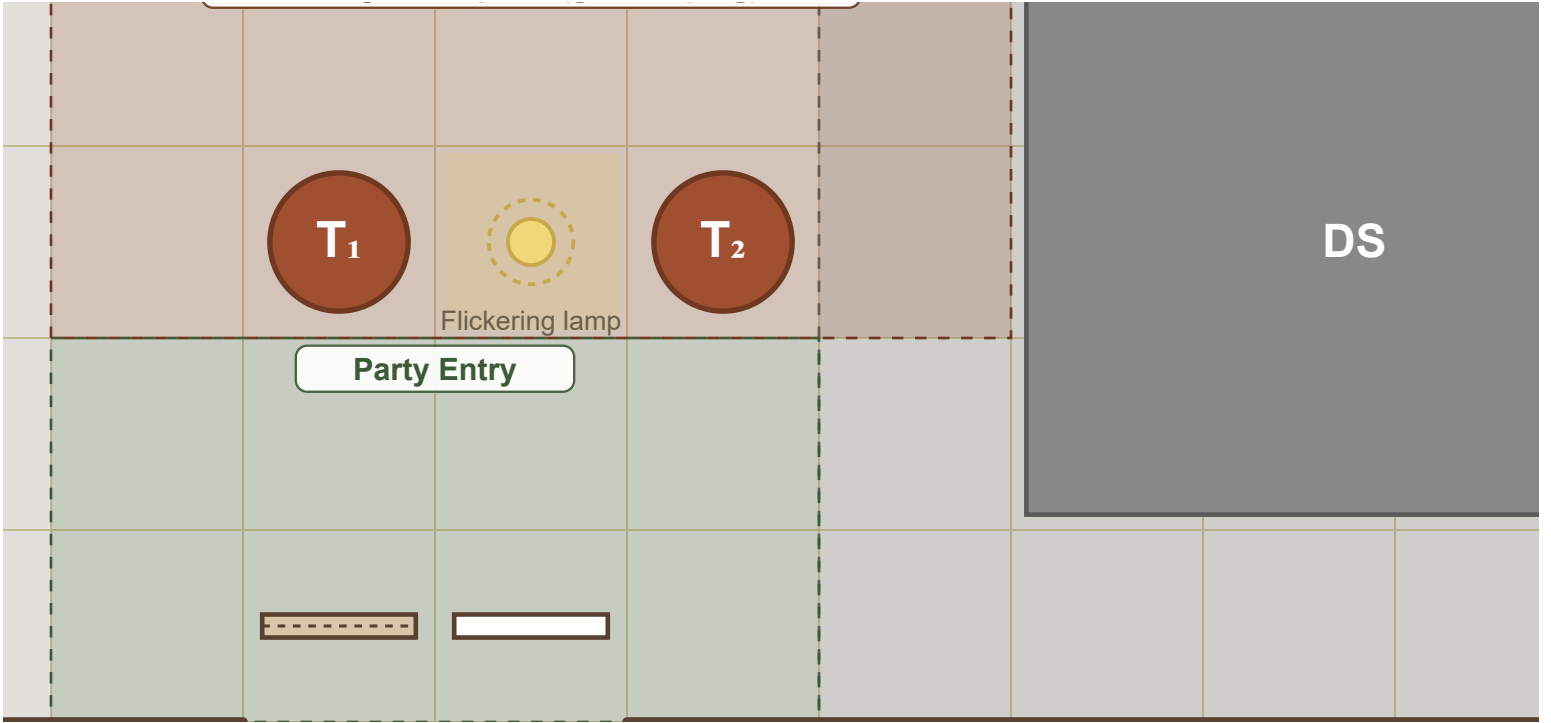 T₁
T₂
DS
Flickering lamp
Party Entry